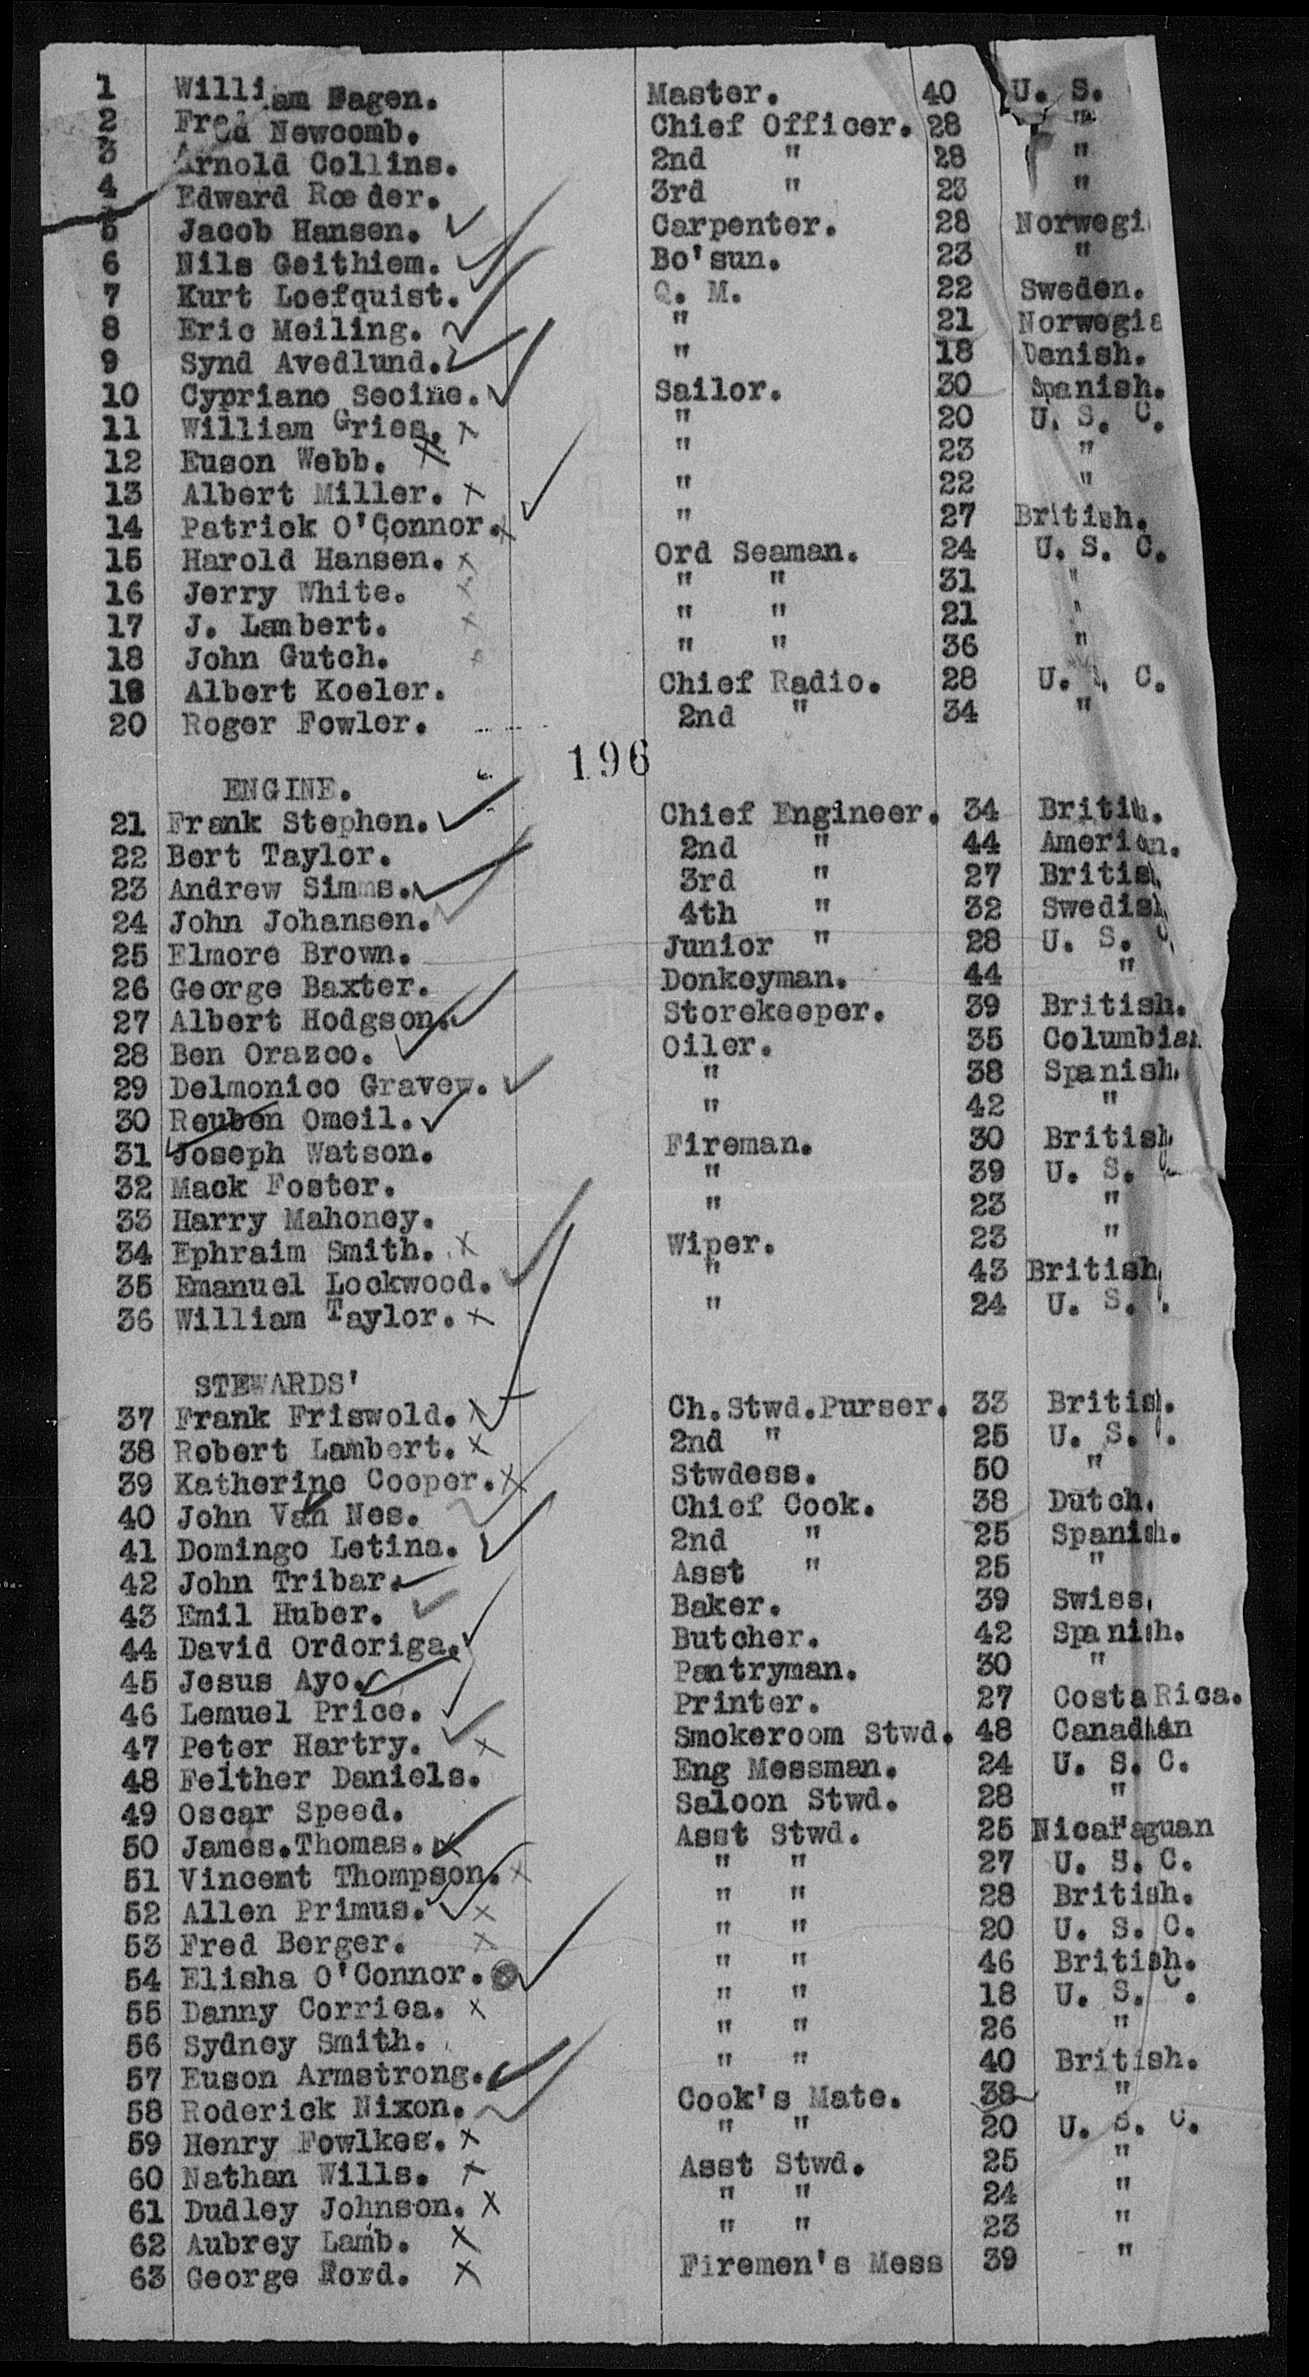 1 William Fagen. Master. 40 U. S.
2 Fred Newcomb. Chief Officer. 28 "
3 Arnold Collins. 2nd " 28 "
4 Edward Roeder. 3rd " 23 "
5 Jacob Hansen. Carpenter. 28 Norwegi
6 Nils Geithiem. Bo'sun. 23 "
7 Kurt Loefquist. Q. M. 22 Sweden.
8 Eric Meiling. " 21 Norwegia
9 Synd Avedlund. " 18 Danish.
10 Cypriano Secine. Sailor. 30 Spanish.
11 William Gries. " 20 U. S. C.
12 Euson Webb. " 23 "
13 Albert Miller. " 22 "
14 Patrick O'Connor. " 27 British.
15 Harold Hansen. Ord Seaman. 24 U. S. C.
16 Jerry White. " " 31 "
17 J. Lambert. " " 21 "
18 John Gutch. " " 36 "
19 Albert Koeler. Chief Radio. 28 U. S. C.
20 Roger Fowler. 2nd " 34 "
196
ENGINE.
21 Frank Stephen. Chief Engineer. 34 British.
22 Bert Taylor. 2nd " 44 American.
23 Andrew Simms. 3rd " 27 British
24 John Johansen. 4th " 32 Swedish
25 Elmore Brown. Junior " 28 U. S. C
26 George Baxter. Donkeyman. 44 "
27 Albert Hodgson. Storekeeper. 39 British.
28 Ben Orazco. Oiler. 35 Columbian.
29 Delmonico Gravew. " 38 Spanish.
30 Reuben Omeil. " 42 "
31 Joseph Watson. Fireman. 30 British
32 Mack Foster. " 39 U. S. C
33 Harry Mahoney. " 23 "
34 Ephraim Smith. Wiper. 23 "
35 Emanuel Lockwood. " 43 British
36 William Taylor. " 24 U. S. .
STEWARDS'
37 Frank Friswold. Ch.Stwd.Purser. 33 British.
38 Robert Lambert. 2nd " 25 U. S. .
39 Katherine Cooper. Stwdess. 50 "
40 John Van Nes. Chief Cook. 38 Dutch.
41 Domingo Letina. 2nd " 25 Spanish.
42 John Tribar. Asst " 25 "
43 Emil Huber. Baker. 39 Swiss.
44 David Ordoriga. Butcher. 42 Spanish.
45 Jesus Ayo. Pantryman. 30 "
46 Lemuel Price. Printer. 27 Costa Rica.
47 Peter Hartry. Smokeroom Stwd. 48 Canadian
48 Feither Daniels. Eng Messman. 24 U. S. C.
49 Oscar Speed. Saloon Stwd. 28 "
50 James.Thomas. Asst Stwd. 25 Nicaraguan
51 Vincent Thompson. " " 27 U. S. C.
52 Allen Primus. " " 28 British.
53 Fred Berger. " " 20 U. S. C.
54 Elisha O'Connor. " " 46 British.
55 Danny Corriea. " " 18 U. S. C.
56 Sydney Smith. " " 26 "
57 Euson Armstrong. " " 40 British.
58 Roderick Nixon. Cook's Mate. 38 "
59 Henry Fowlkes. " " 20 U. S. C.
60 Nathan Wills. Asst Stwd. 25 "
61 Dudley Johnson. " " 24 "
62 Aubrey Lamb. " " 23 "
63 George Ford. Firemen's Mess 39 "